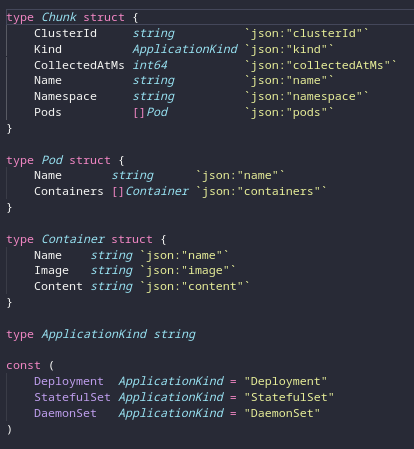 type Chunk struct {
    ClusterId     string          `json:"clusterId"`
    Kind          ApplicationKind `json:"kind"`
    CollectedAtMs int64           `json:"collectedAtMs"`
    Name          string          `json:"name"`
    Namespace     string          `json:"namespace"`
    Pods          []Pod           `json:"pods"`
}
type Pod struct {
    Name       string      `json:"name"`
    Containers []Container `json:"containers"`
}
type Container struct {
    Name    string `json:"name"`
    Image   string `json:"image"`
    Content string `json:"content"`
}
type ApplicationKind string
const (
    Deployment  ApplicationKind = "Deployment"
    StatefulSet ApplicationKind = "StatefulSet"
    DaemonSet   ApplicationKind = "DaemonSet"
)